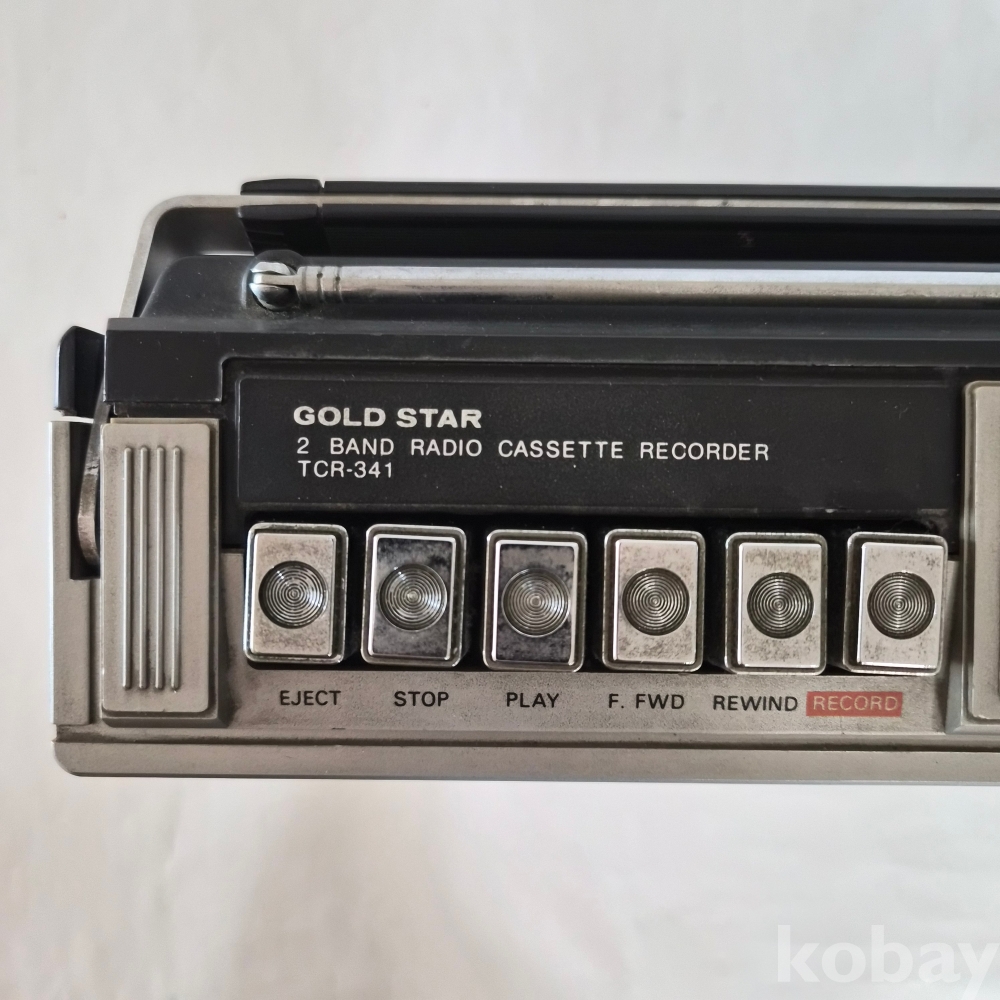 GOLD STAR
2 BAND RADIO CASSETTE RECORDER
TCR-341
EJECT STOP PLAY F. FWD REWIND RECORD
kobay